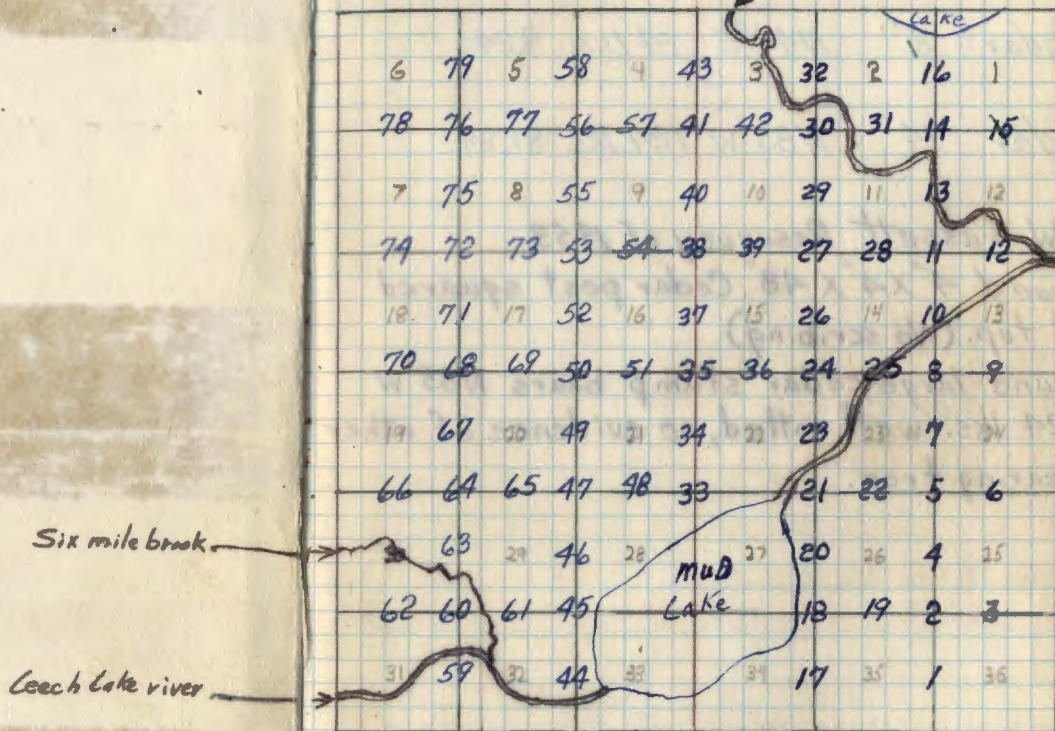 Lake
6 79 5 58 4 43 3 32 2 16 1
78 76 77 56 57 41 42 30 31 14 15
7 75 8 55 9 40 10 29 11 13 12
74 72 73 53 54 38 39 27 28 11 12
18 71 17 52 16 37 15 26 14 10 13
70 68 69 50 51 35 36 24 25 8 9
19 67 20 49 21 34 22 23 23 7 24
66 64 65 47 48 33 21 22 5 6
Six mile brook
63 29 46 28 27 20 26 4 25
MUD
Lake
62 60 61 45 18 19 2 3
Leech Lake river
31 59 32 44 33 34 17 35 1 36